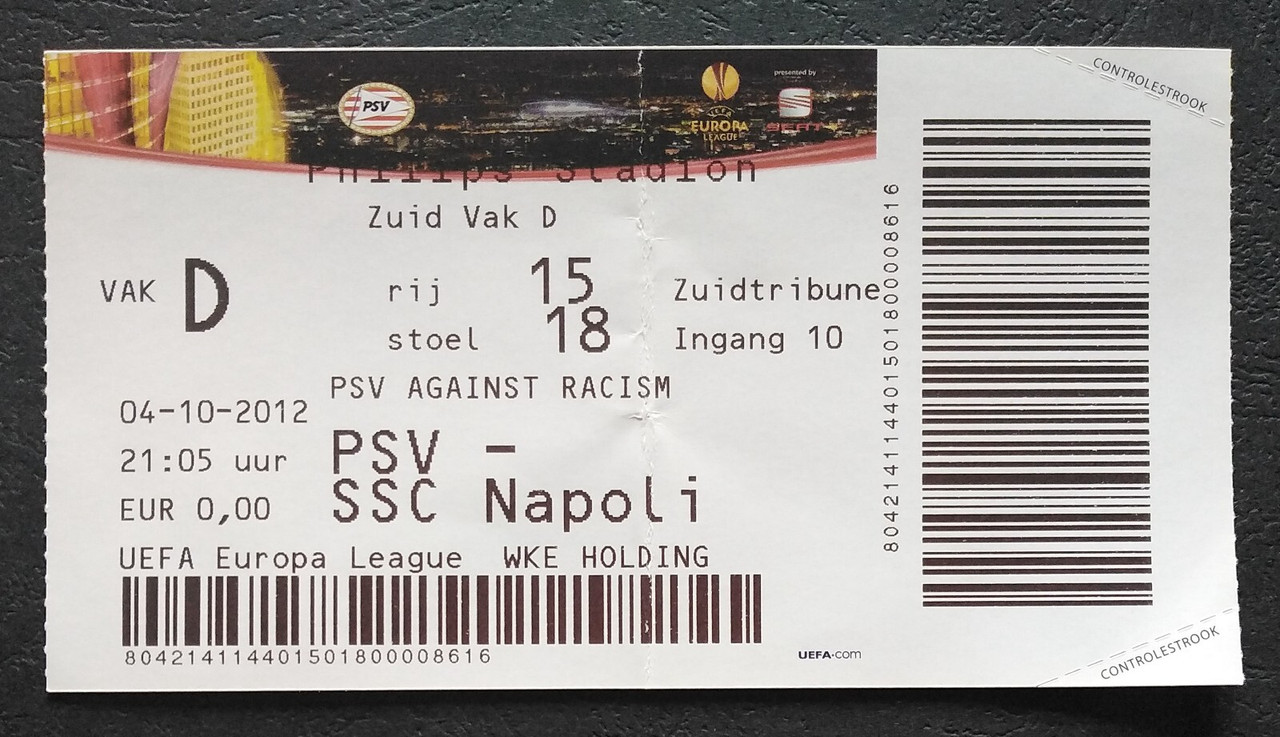 PSV
UEFA
EUROPA
LEAGUE
presented by
SEAT
CONTROLESTROOK
Philips Stadion
Zuid Vak D
VAK D
rij 15 Zuidtribune
stoel 18 Ingang 10
PSV AGAINST RACISM
04-10-2012
21:05 uur PSV -
EUR 0,00 SSC Napoli
UEFA Europa League WKE HOLDING
804214114401501800008616
UEFA.com
804214114401501800008616
CONTROLESTROOK